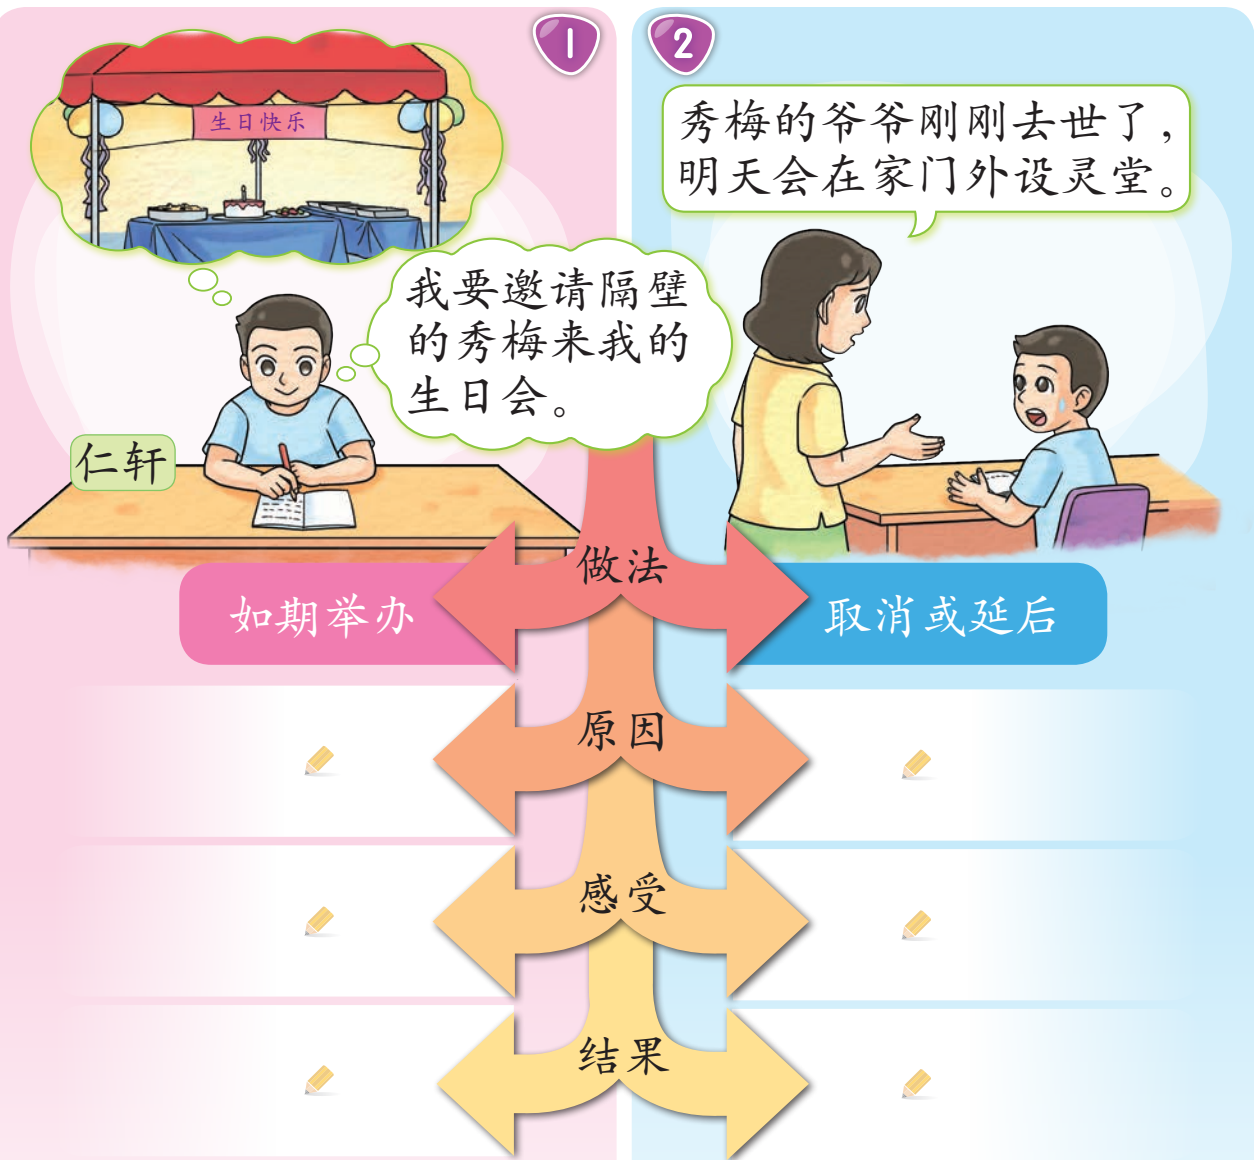 1
生日快乐
我要邀请隔壁
的秀梅来我的
生日会。
仁轩
2
秀梅的爷爷刚刚去世了，
明天会在家门外设灵堂。
做法
如期举办
取消或延后
原因
感受
结果